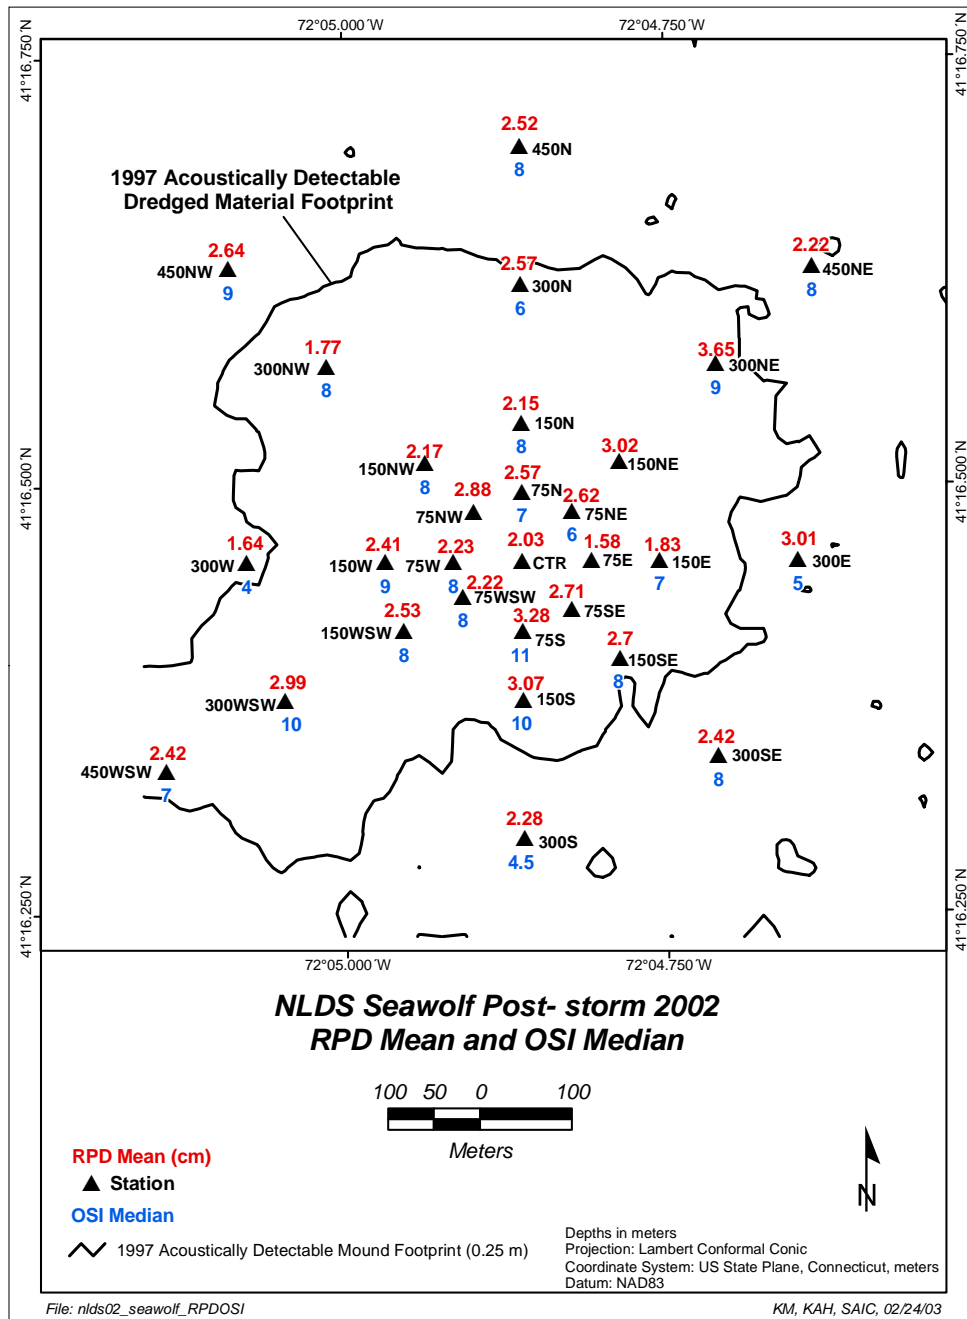 72°05.000´W
72°04.750´W
41°16.750´N
41°16.750´N
2.52
450N
8
1997 Acoustically Detectable
Dredged Material Footprint
2.64
450NW
9
2.57
300N
6
2.22
450NE
8
1.77
300NW
8
3.65
300NE
9
2.15
150N
8
2.17
150NW
8
3.02
150NE
41°16.500´N
41°16.500´N
2.57
75N
7
2.88
75NW
2.62
75NE
6
1.64
300W
4
2.41
150W
9
2.23
75W
8
2.03
CTR
1.58
75E
1.83
150E
7
3.01
300E
5
2.22
75WSW
8
2.71
75SE
2.53
150WSW
8
3.28
75S
11
2.7
150SE
8
2.99
300WSW
10
3.07
150S
10
2.42
450WSW
7
2.42
300SE
8
2.28
300S
4.5
41°16.250´N
41°16.250´N
72°05.000´W
72°04.750´W
NLDS Seawolf Post- storm 2002
RPD Mean and OSI Median
100 50 0 100
Meters
RPD Mean (cm)
Station
OSI Median
1997 Acoustically Detectable Mound Footprint (0.25 m)
N
Depths in meters
Projection: Lambert Conformal Conic
Coordinate System: US State Plane, Connecticut, meters
Datum: NAD83
File: nlds02_seawolf_RPDOSI
KM, KAH, SAIC, 02/24/03